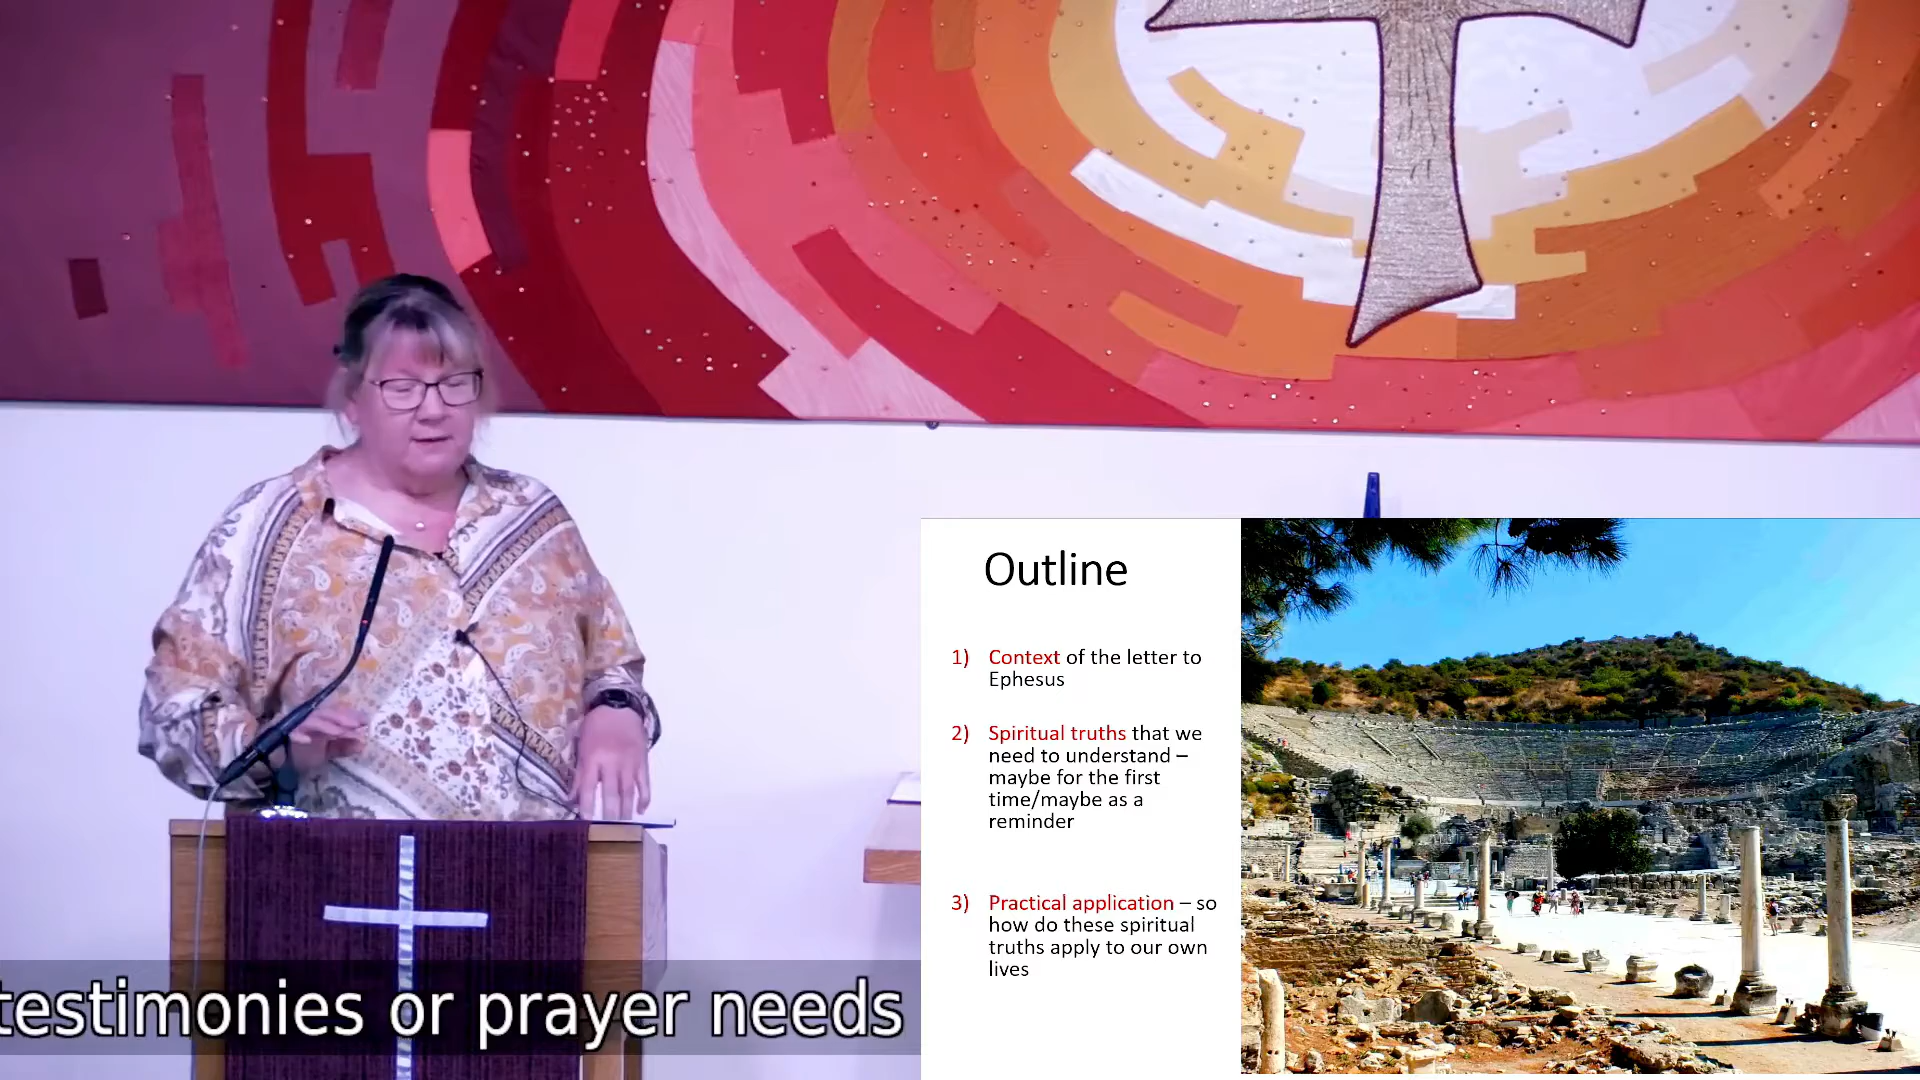 Outline
1) Context of the letter to
Ephesus
2) Spiritual truths that we
need to understand –
maybe for the first
time/maybe as a
reminder
3) Practical application – so
how do these spiritual
truths apply to our own
lives
testimonies or prayer needs